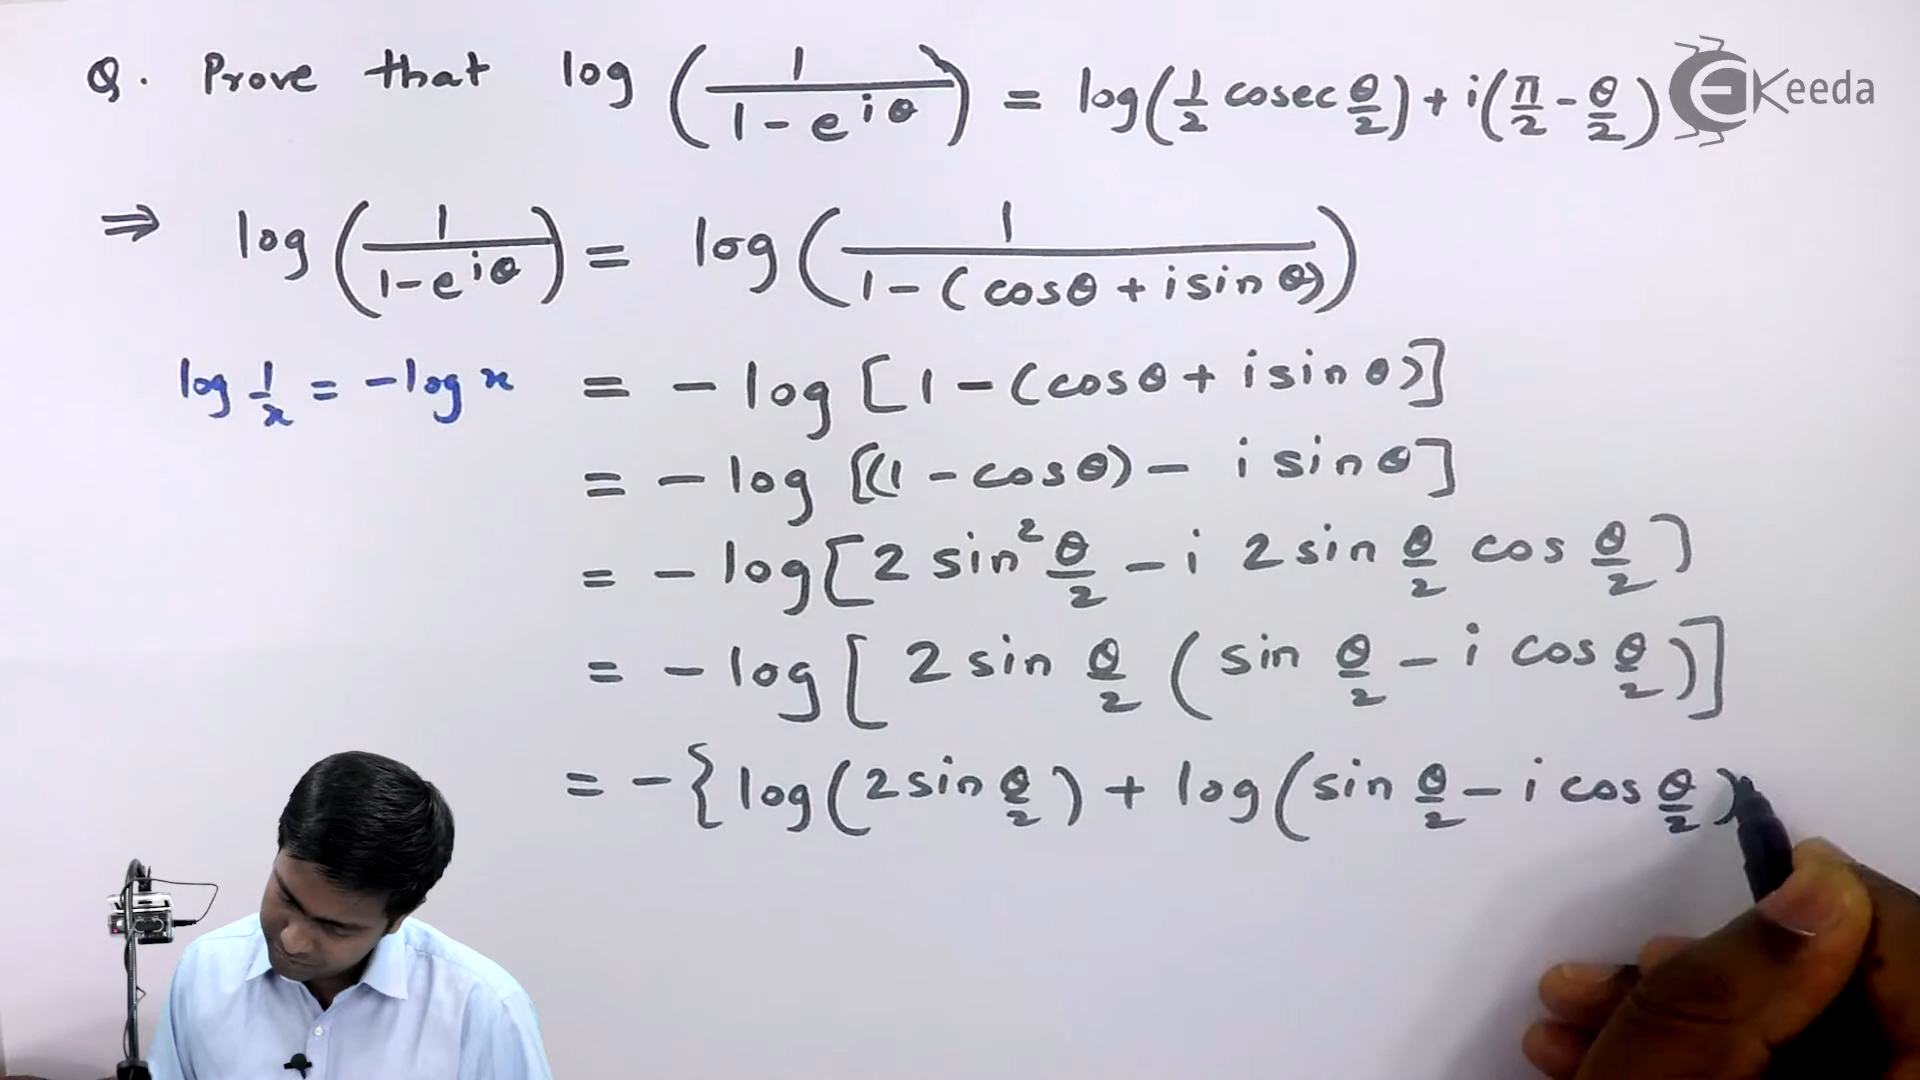 Q. Prove that log (1/(1-e^iθ)) = log(1/2 cosec θ/2) + i(π/2 - θ/2)
EKeeda
⇒ log (1/(1-e^iθ)) = log (1/(1-(cosθ + i sin θ)))
log 1/x = -log x = - log [1 - (cosθ + i sin θ)]
= - log [(1 - cosθ) - i sin θ]
= - log [2 sin² θ/2 - i 2 sin θ/2 cos θ/2]
= - log [2 sin θ/2 (sin θ/2 - i cos θ/2)]
= - {log(2 sin θ/2) + log(sin θ/2 - i cos θ/2)